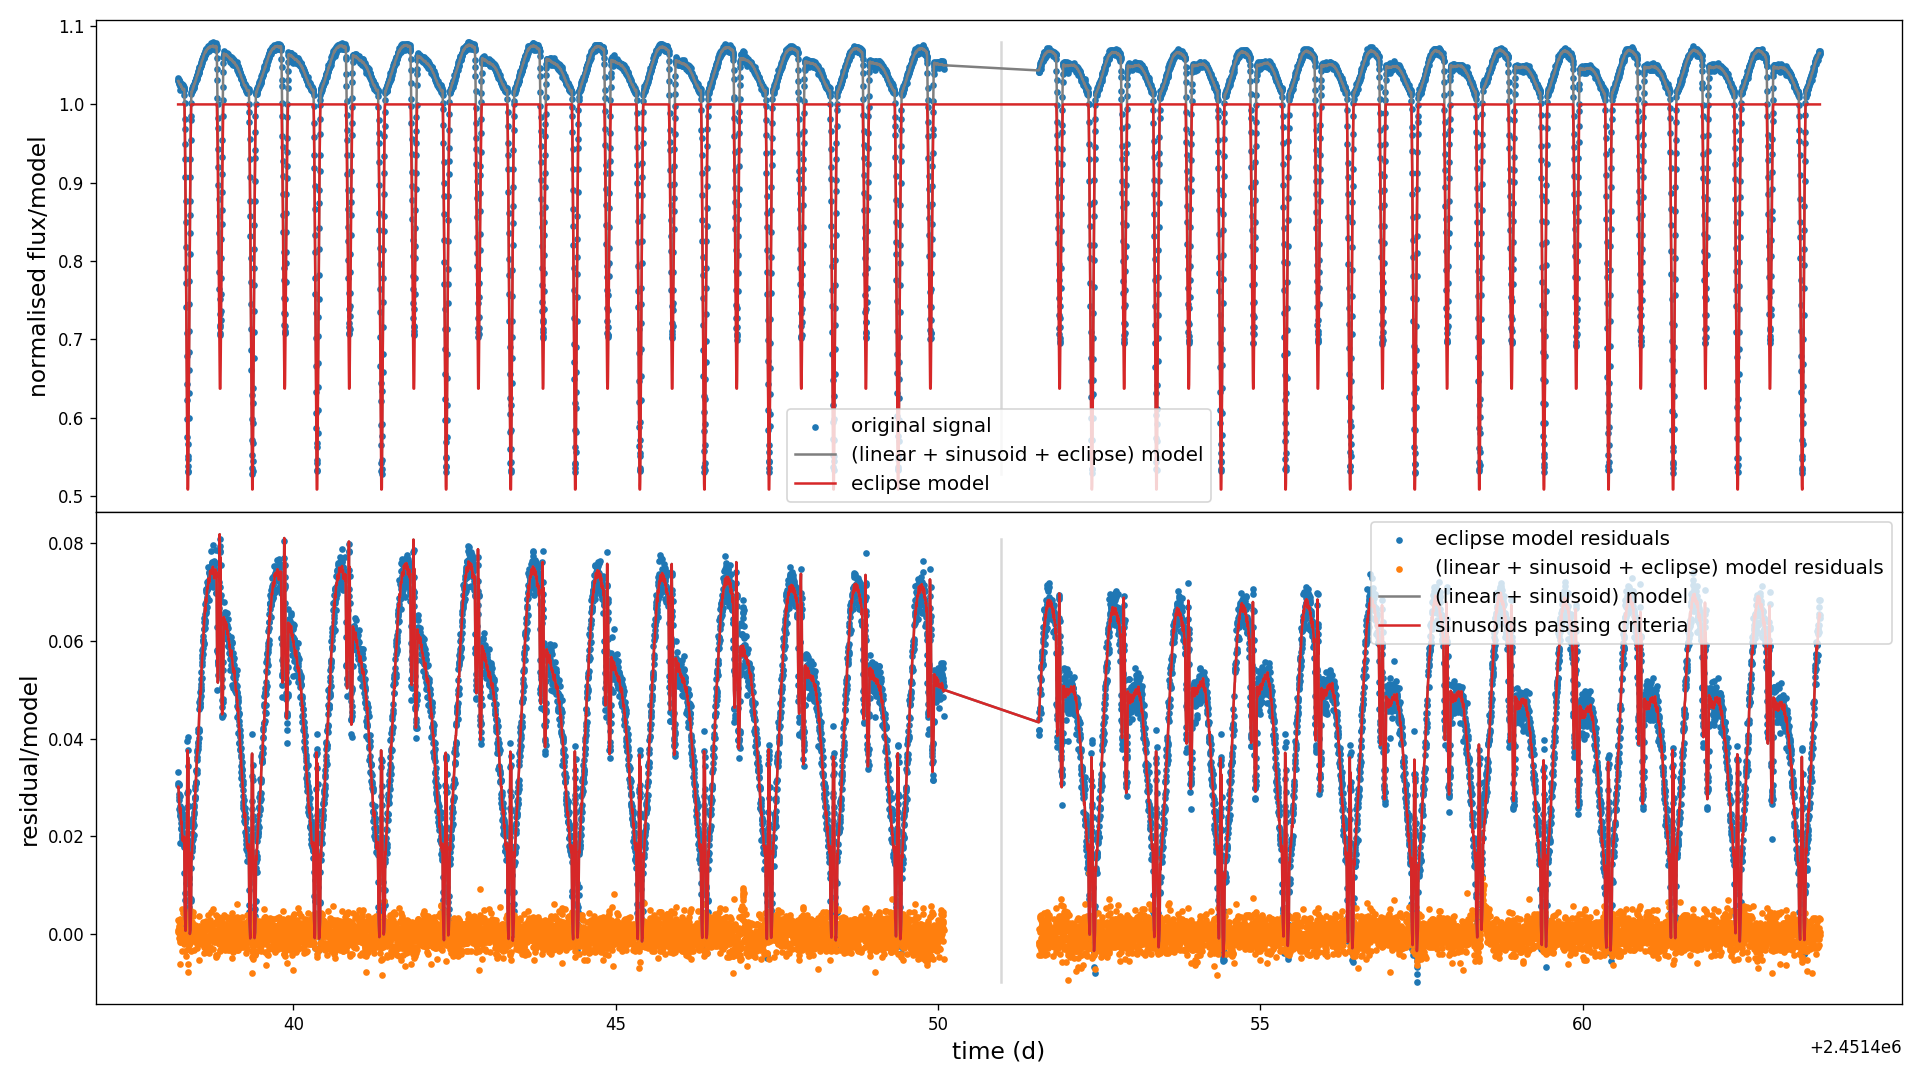 1.1
1.0
0.9
0.8
0.7
0.6
0.5
normalised flux/model
original signal
(linear + sinusoid + eclipse) model
eclipse model
0.08
0.06
0.04
0.02
0.00
residual/model
eclipse model residuals
(linear + sinusoid + eclipse) model residuals
(linear + sinusoid) model
sinusoids passing criteria
40
45
50
55
60
time (d)
+2.4514e6